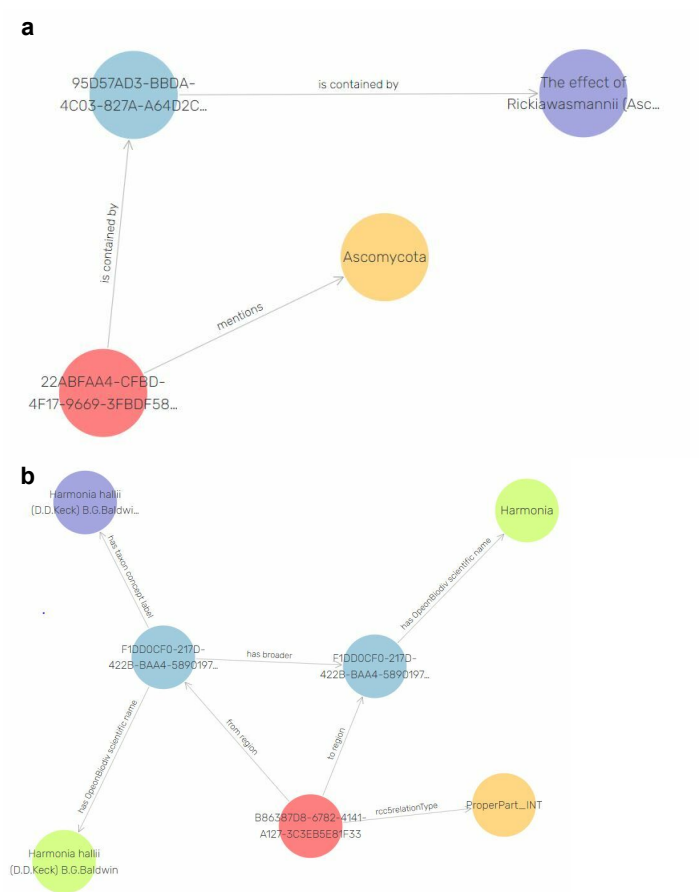 a
95D57AD3-BBDA-
4C03-827A-A64D2C...
is contained by
The effect of
Rickiawasmannii (Asc...
is contained by
Ascomycota
mentions
22ABFAA4-CFBD-
4F17-9669-3FBDF58...
b
Harmonia hallii
(D.D.Keck) B.G.Baldwi...
Harmonia
has taxon concept label
has OpenBiodiv scientific name
F1DD0CF0-217D-
422B-BAA4-5890197...
has broader
F1DD0CF0-217D-
422B-BAA4-5890197...
has OpenBiodiv scientific name
from region
to region
B86387D8-6782-4141-
A127-3C3EB5E81F33
rcc5relationType
ProperPart_INT
Harmonia hallii
(D.D.Keck) B.G.Baldwin